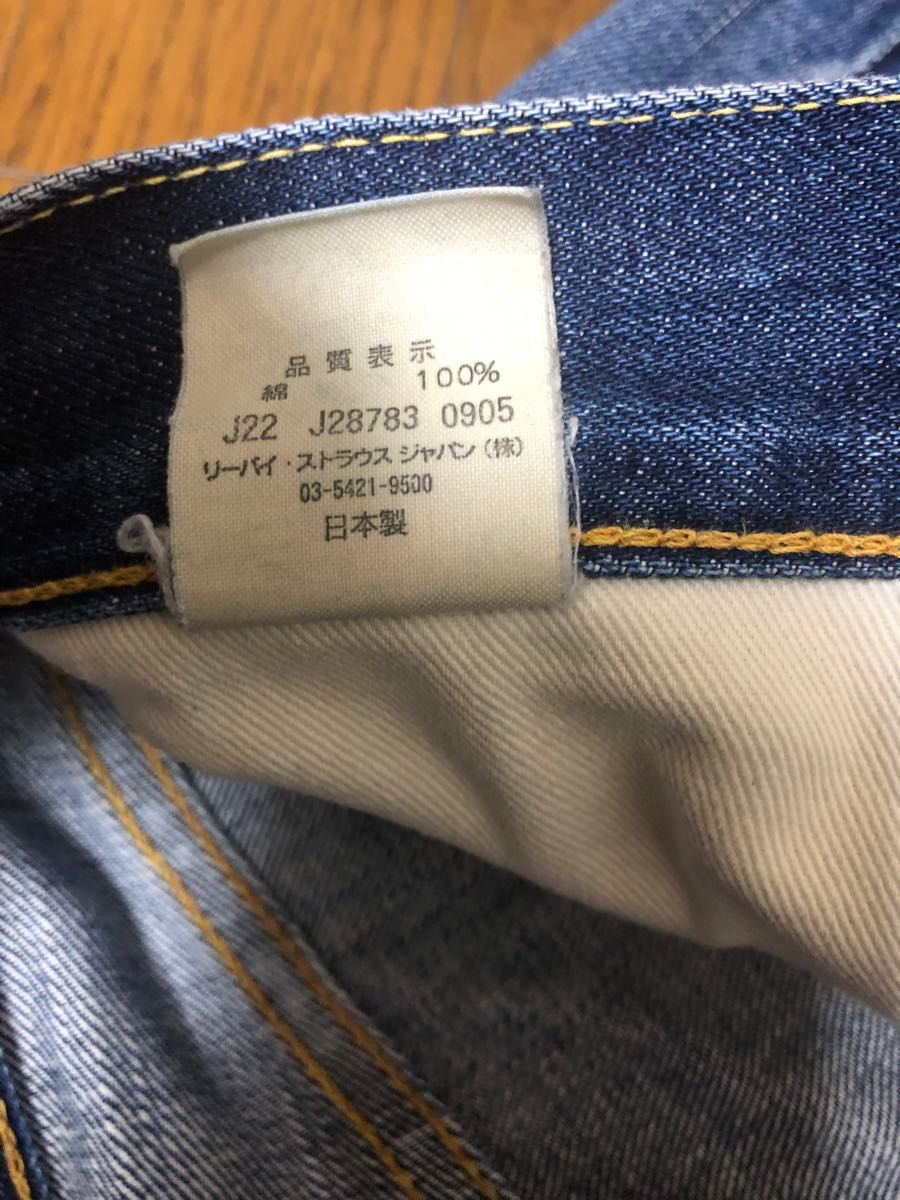 品質表示
綿 100%
J22 J28783 0905
リーバイ・ストラウス ジャパン(株)
03-5421-9500
日本製